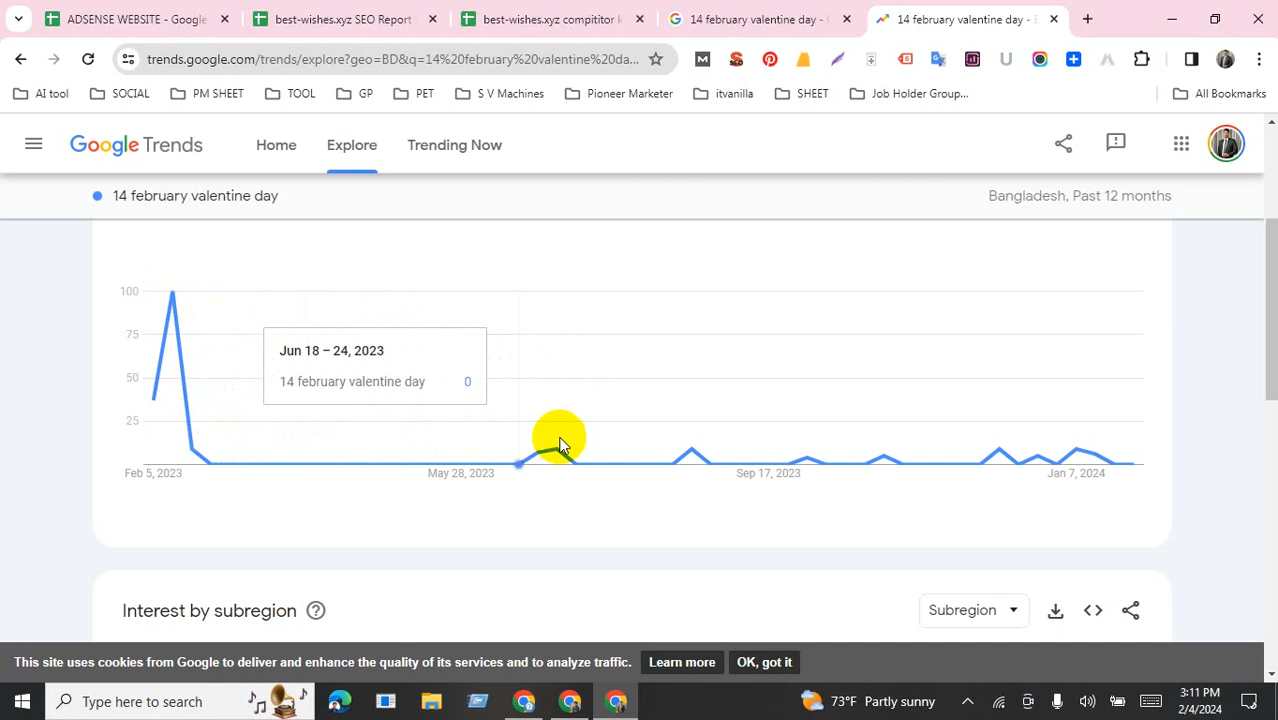 ADSENSE WEBSITE - Google
best-wishes.xyz SEO Report
best-wishes.xyz compititor k
14 february valentine day - G
14 february valentine day - E
trends.google.com/trends/explore?geo=BD&q=14%20february%20valentine%20da...
AI tool
SOCIAL
PM SHEET
TOOL
GP
PET
S V Machines
Pioneer Marketer
itvanilla
SHEET
Job Holder Group...
All Bookmarks
Google Trends
Home
Explore
Trending Now
14 february valentine day
Bangladesh, Past 12 months
100
75
50
25
Jun 18 – 24, 2023
14 february valentine day 0
Feb 5, 2023
May 28, 2023
Sep 17, 2023
Jan 7, 2024
Interest by subregion
Subregion
This site uses cookies from Google to deliver and enhance the quality of its services and to analyze traffic.
Learn more
OK, got it
Type here to search
73°F Partly sunny
3:11 PM
2/4/2024